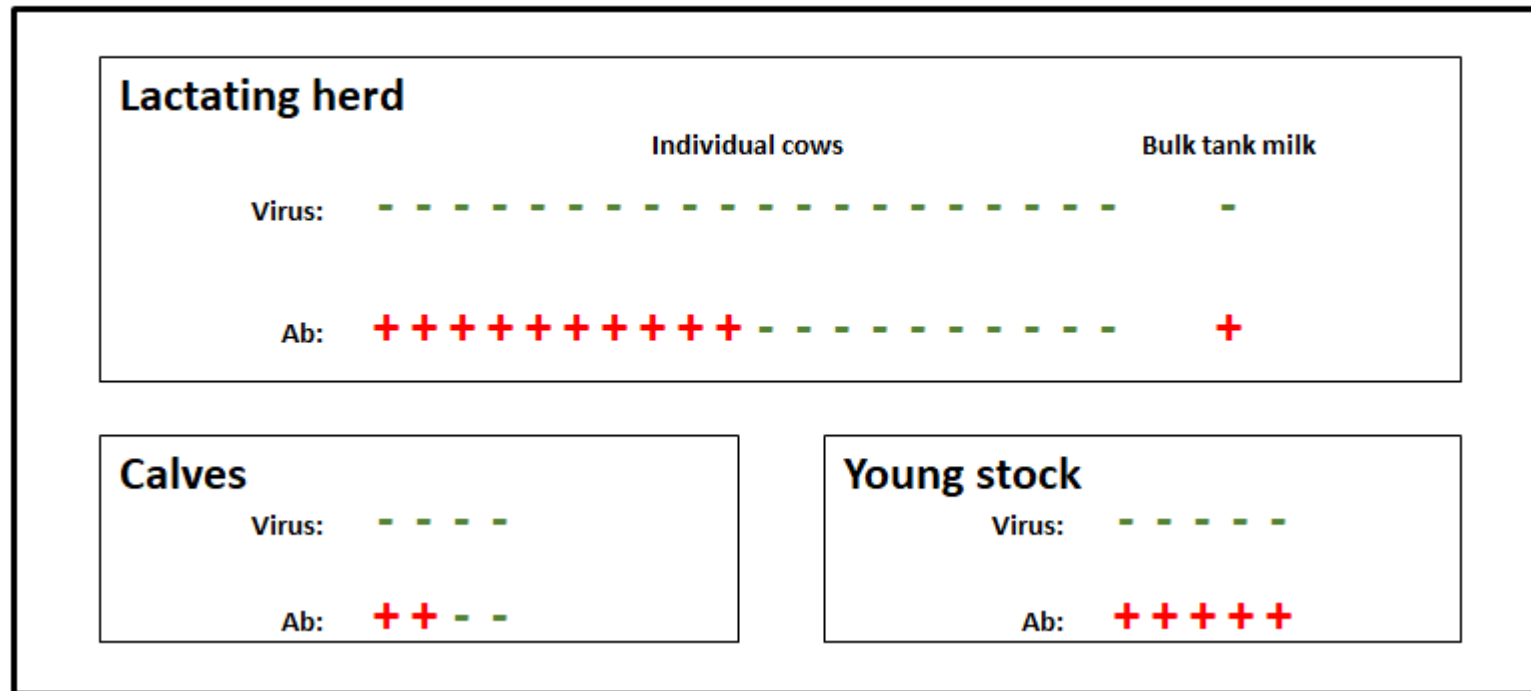 Lactating herd
Individual cows Bulk tank milk
Virus: - - - - - - - - - - - - - - - - - - - - -
Ab: + + + + + + + + + + - - - - - - - - - - +
Calves
Virus: - - - -
Ab: + + - -
Young stock
Virus: - - - - -
Ab: + + + + +